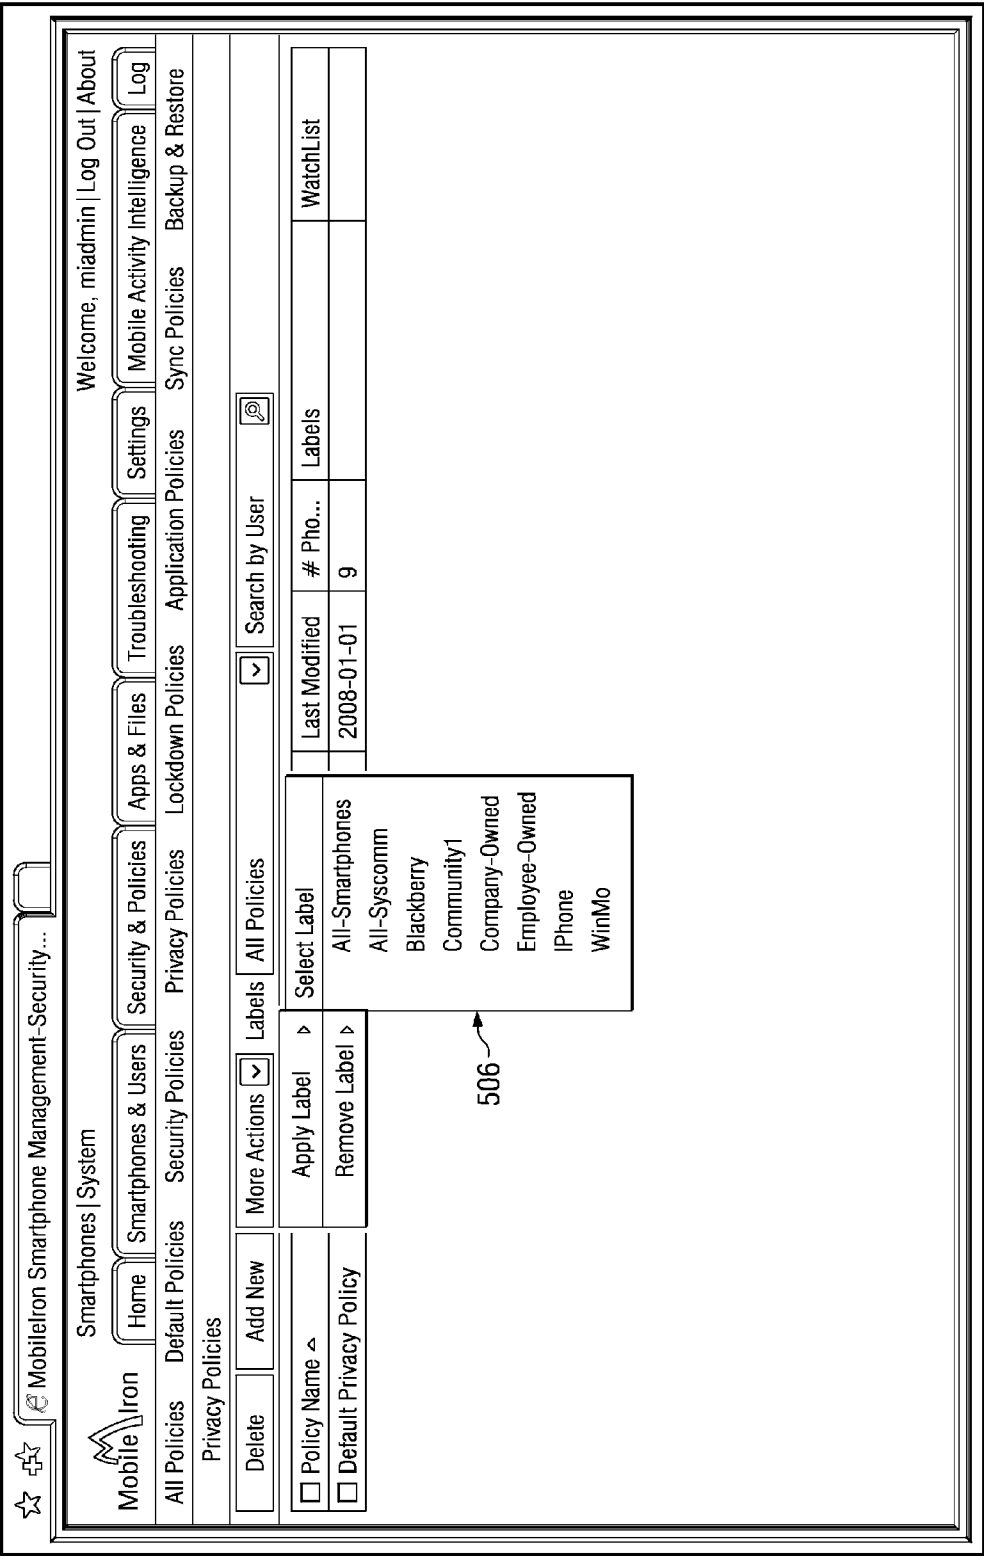 MobileIron Smartphone Management-Security...
Smartphones | System
Welcome, miadmin | Log Out | About
Mobile Iron
Home Smartphones & Users Security & Policies Apps & Files Troubleshooting Settings Mobile Activity Intelligence Log
All Policies Default Policies Security Policies Privacy Policies Lockdown Policies Application Policies Sync Policies Backup & Restore
Privacy Policies
Delete Add New More Actions Labels All Policies Search by User
Policy Name Last Modified # Pho... Labels WatchList
Default Privacy Policy 2008-01-01 9
Apply Label
Remove Label
Select Label
All-Smartphones
All-Syscomm
Blackberry
Community1
Company-Owned
Employee-Owned
IPhone
WinMo
506